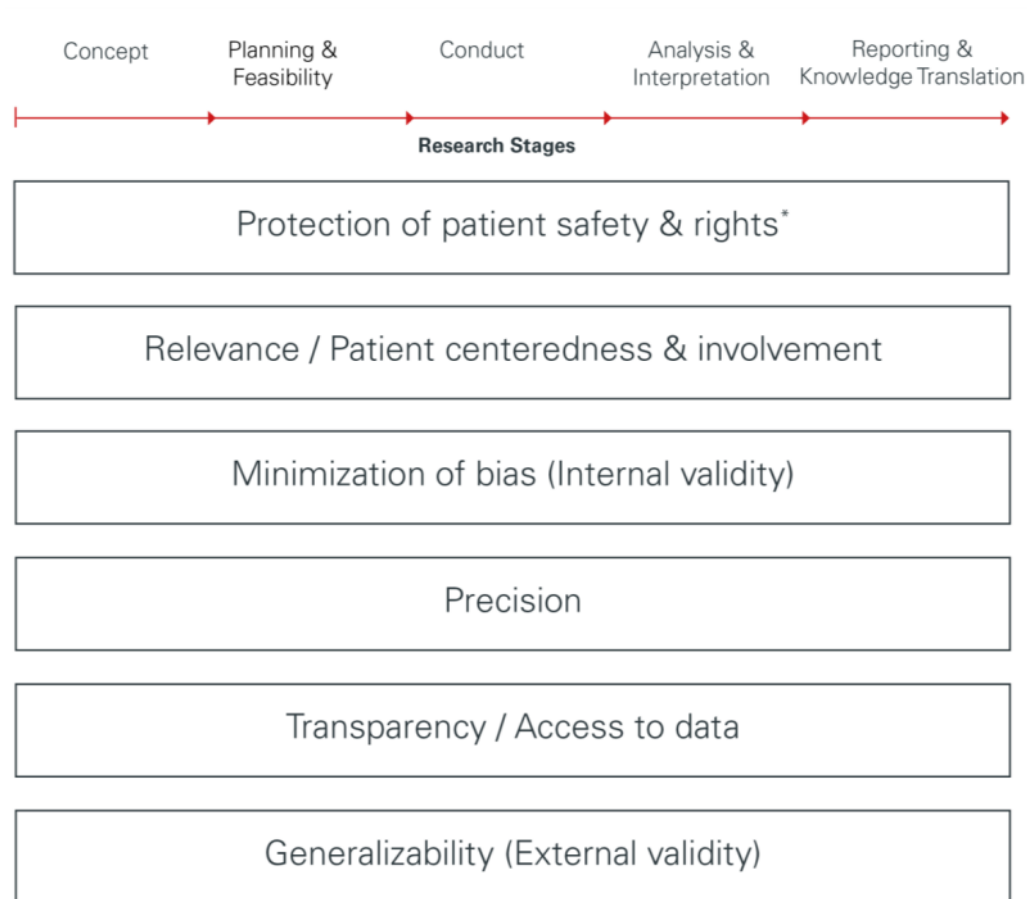 Concept
Planning &
Feasibility
Conduct
Analysis &
Interpretation
Reporting &
Knowledge Translation
Research Stages
Protection of patient safety & rights*
Relevance / Patient centeredness & involvement
Minimization of bias (Internal validity)
Precision
Transparency / Access to data
Generalizability (External validity)